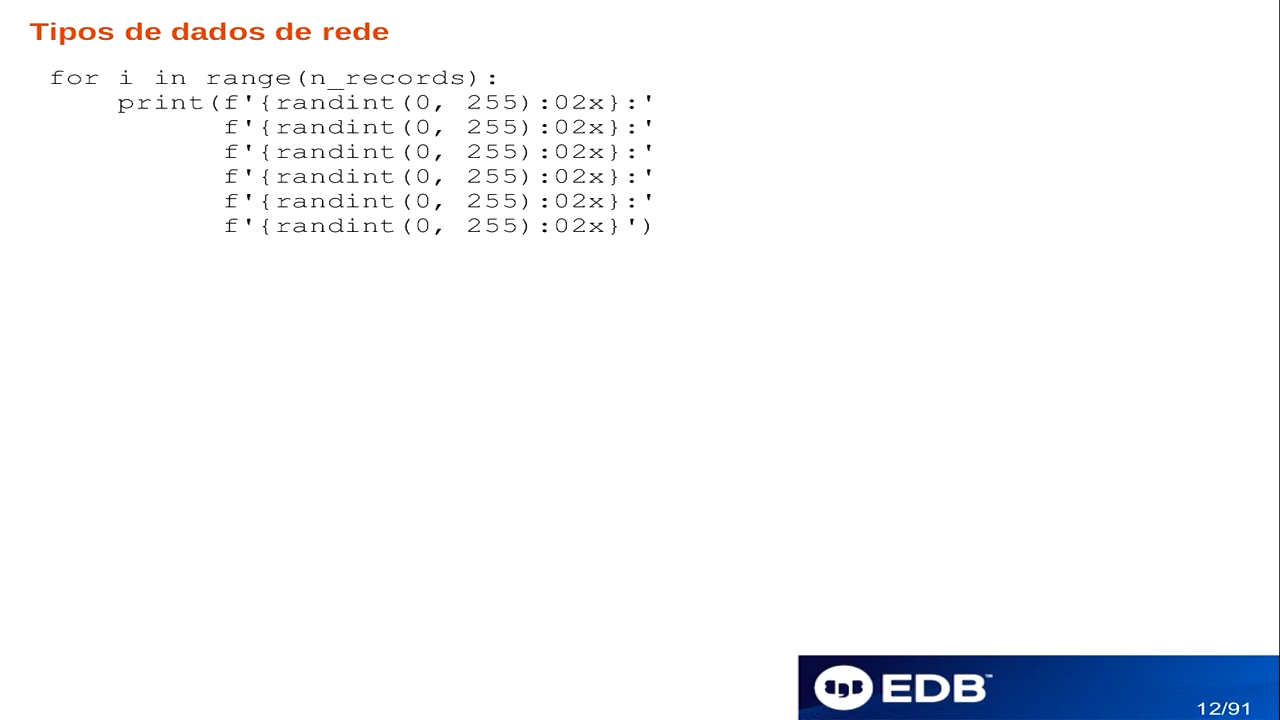 Tipos de dados de rede
for i in range(n_records):
    print(f'{randint(0, 255):02x}:'
          f'{randint(0, 255):02x}:'
          f'{randint(0, 255):02x}:'
          f'{randint(0, 255):02x}:'
          f'{randint(0, 255):02x}:'
          f'{randint(0, 255):02x}')
EDB™
12/91